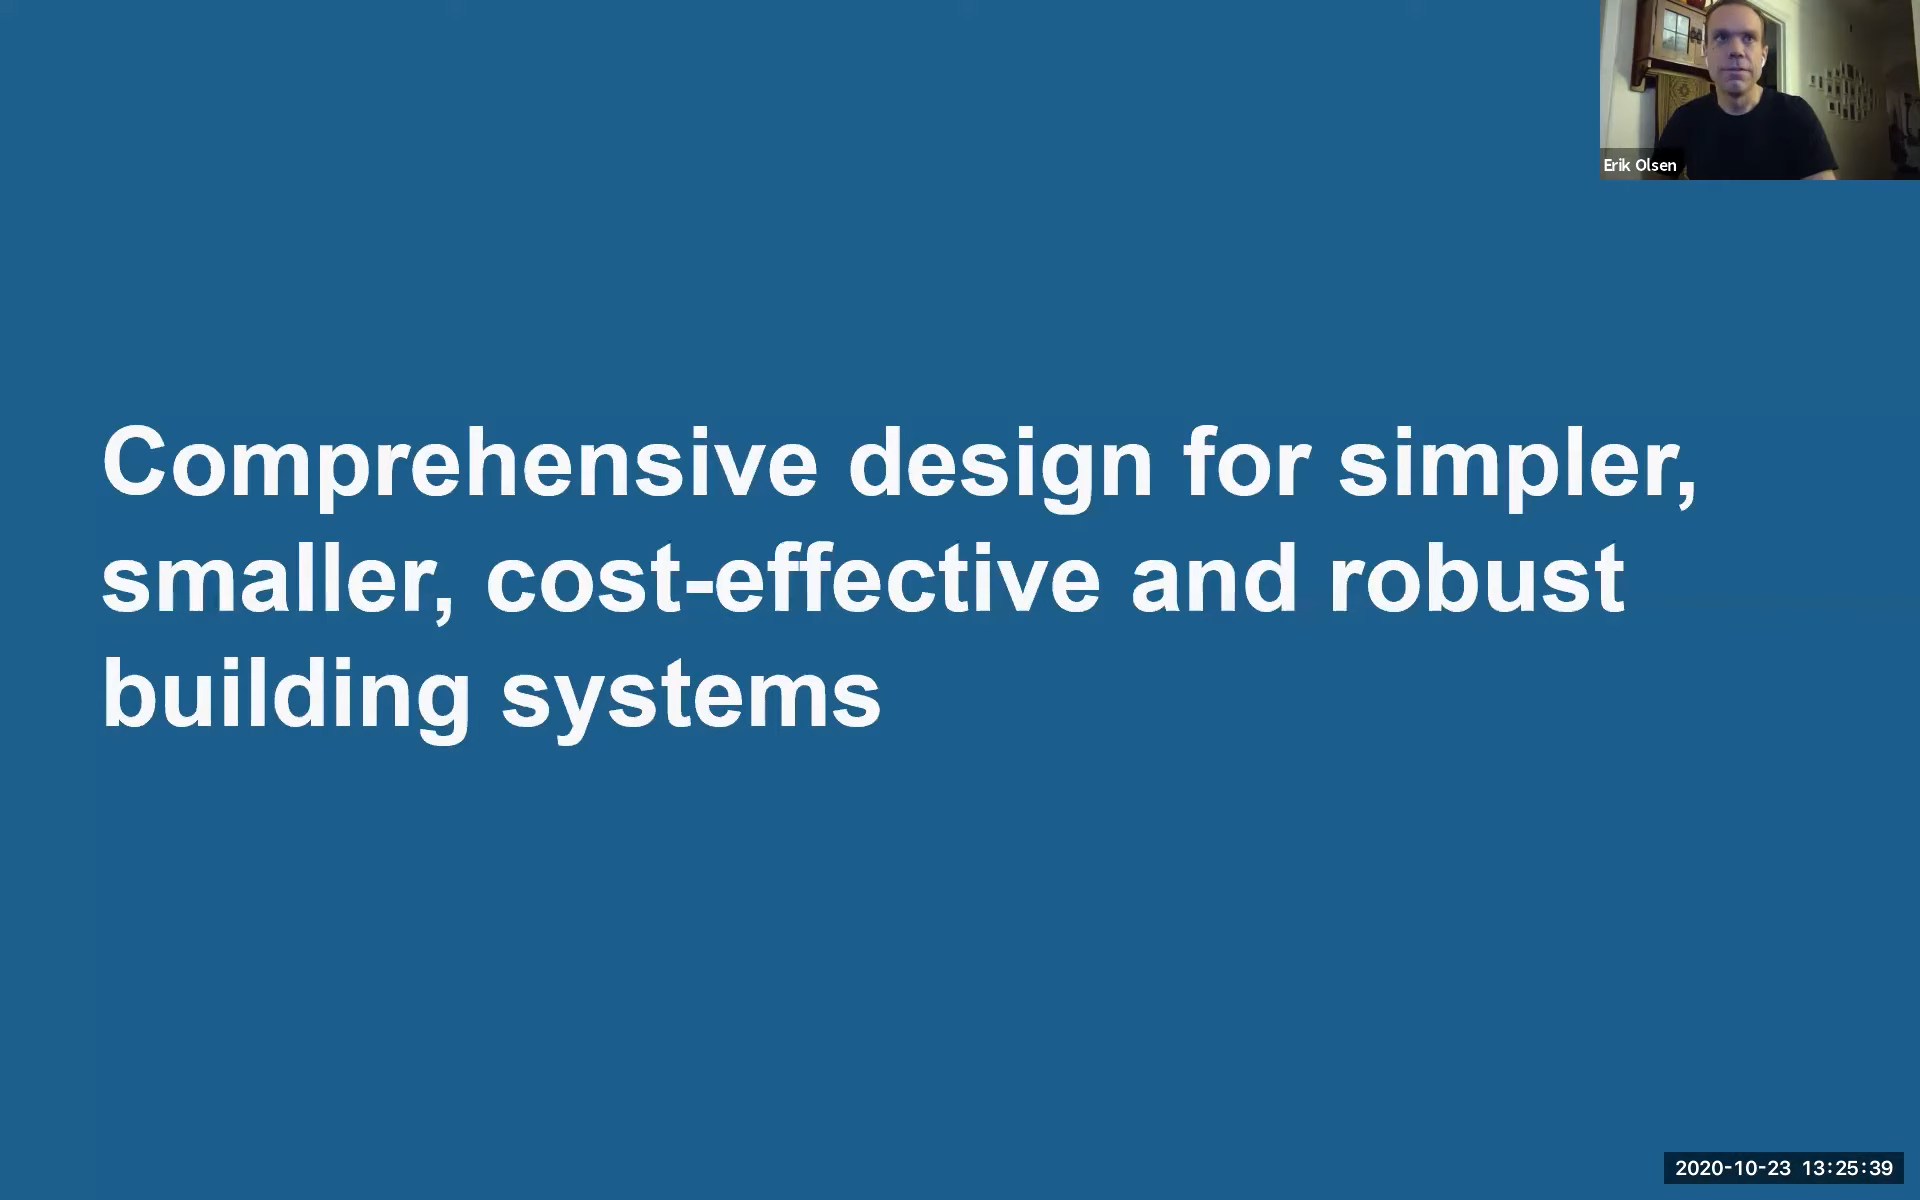 Erik Olsen
Comprehensive design for simpler,
smaller, cost-effective and robust
building systems
2020-10-23 13:25:39